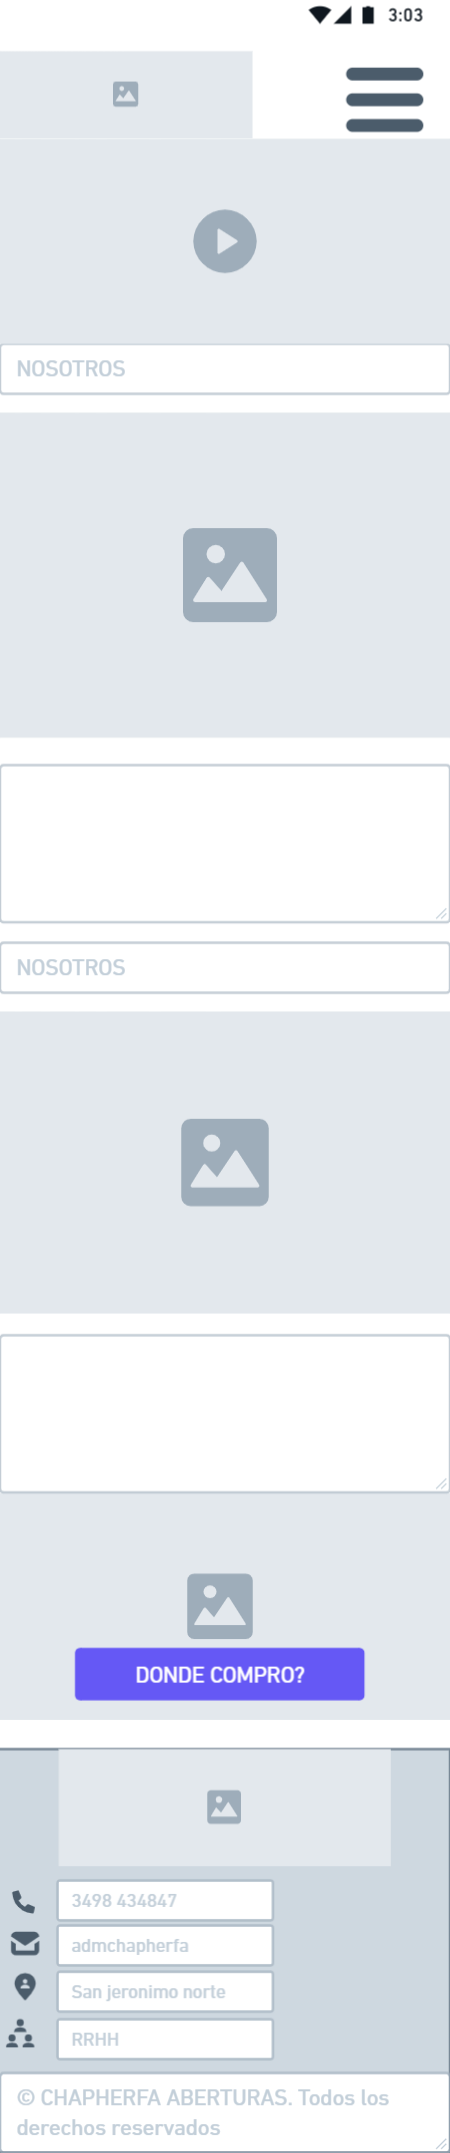 3:03
NOSOTROS
NOSOTROS
DONDE COMPRO?
3498 434847
admchapherfa
San jeronimo norte
RRHH
© CHAPHERFA ABERTURAS. Todos los
derechos reservados